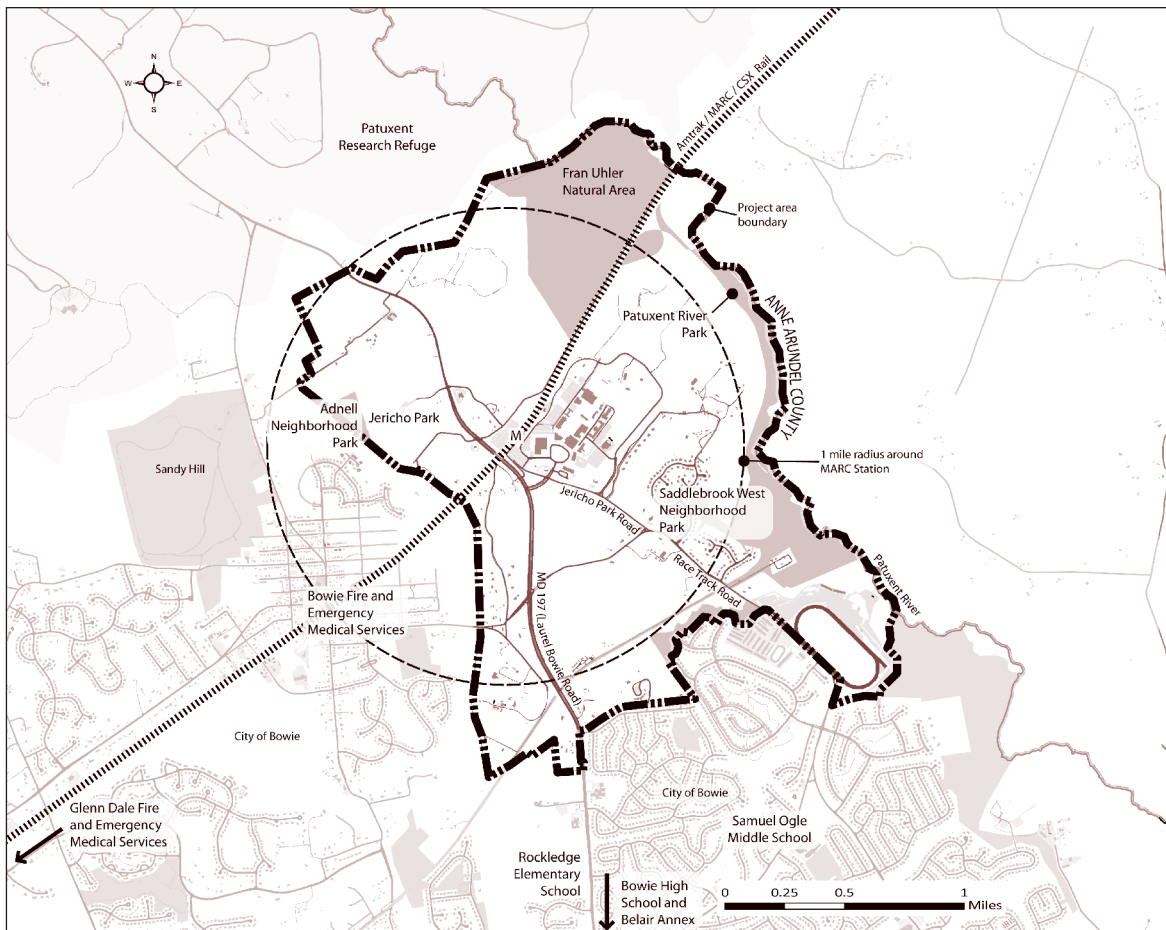 N
W
E
S
Amtrak / MARC / CSX Rail
Patuxent
Research Refuge
Fran Uhler
Natural Area
Project area
boundary
Patuxent River
Park
ANNE ARUNDEL COUNTY
Adnell
Neighborhood
Park
Jericho Park
M
Sandy Hill
1 mile radius around
MARC Station
Saddlebrook West
Neighborhood
Park
Jericho Park Road
Race Track Road
Patuxent River
MD 197 (Laurel Bowie Road)
Bowie Fire and
Emergency
Medical Services
City of Bowie
City of Bowie
Glenn Dale Fire
and Emergency
Medical Services
Samuel Ogle
Middle School
Rockledge
Elementary
School
Bowie High
School and
Belair Annex
0 0.25 0.5 1
Miles